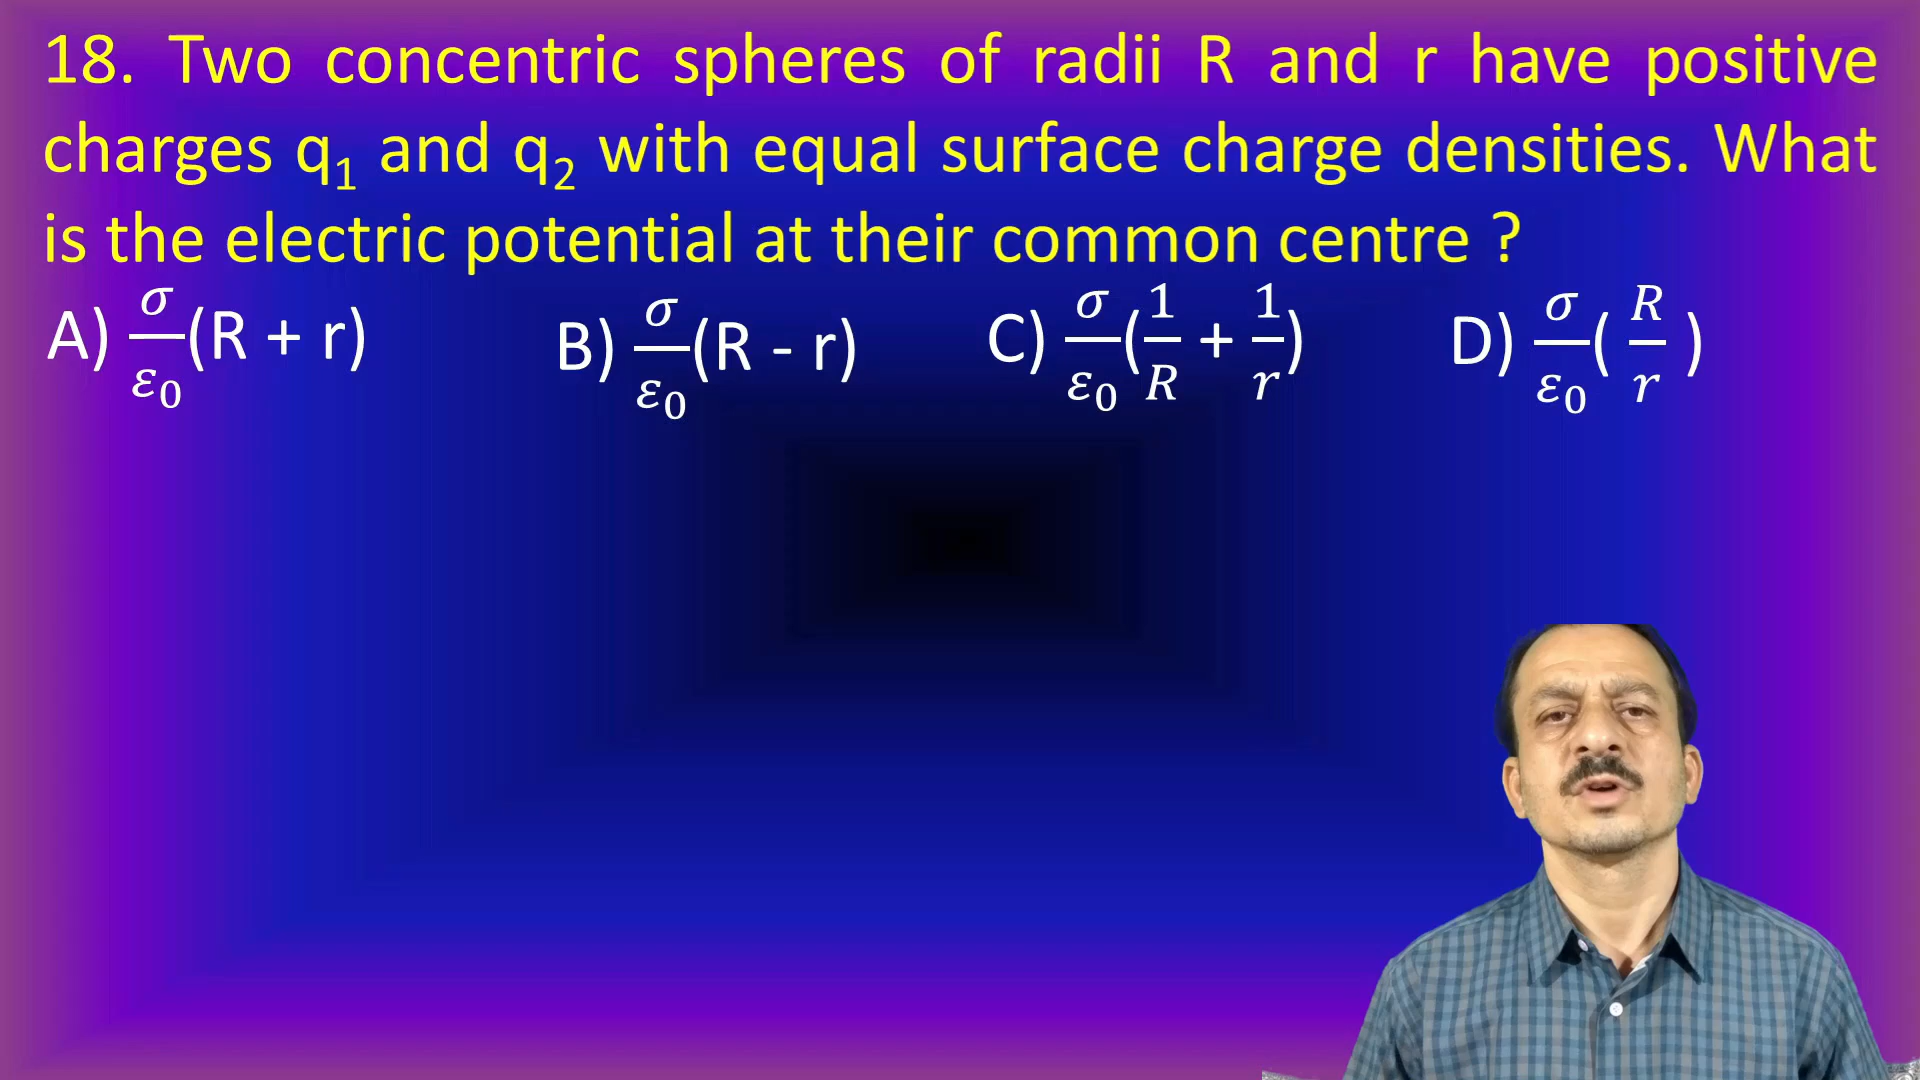 18. Two concentric spheres of radii R and r have positive
charges q₁ and q₂ with equal surface charge densities. What
is the electric potential at their common centre ?
A) σ/ε₀(R + r) B) σ/ε₀(R - r) C) σ/ε₀(1/R + 1/r) D) σ/ε₀( R/r )